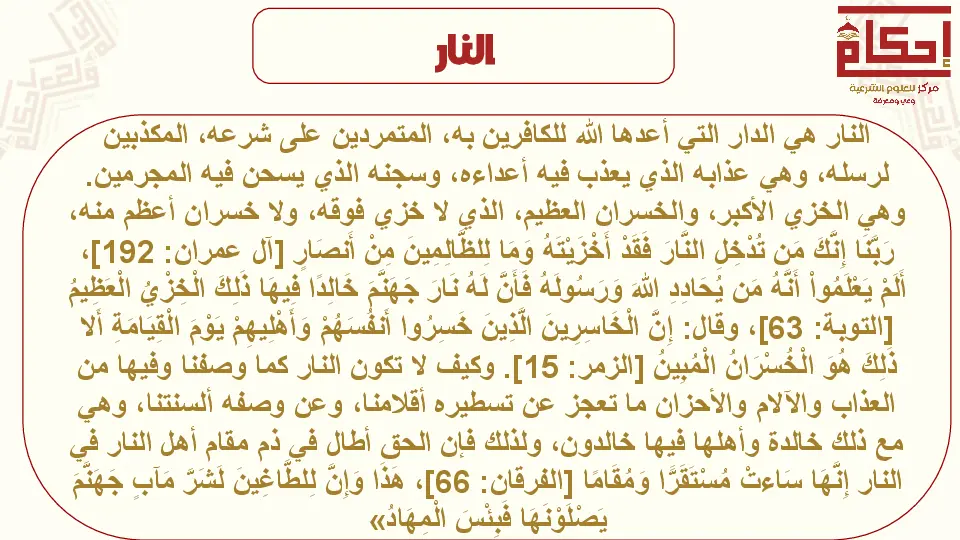 النار
إحكام
مركز للعلوم الشرعية
وعي ومعرفة
النار هي الدار التي أعدها الله للكافرين به، المتمردين على شرعه، المكذبين
لرسله، وهي عذابه الذي يعذب فيه أعداءه، وسجنه الذي يسحن فيه المجرمين.
وهي الخزي الأكبر، والخسران العظيم، الذي لا خزي فوقه، ولا خسران أعظم منه،
رَبَّنَا إِنَّكَ مَن تُدْخِلِ النَّارَ فَقَدْ أَخْزَيْتَهُ وَمَا لِلظَّالِمِينَ مِنْ أَنصَارٍ [آل عمران: 192]،
أَلَمْ يَعْلَمُواْ أَنَّهُ مَن يُحَادِدِ اللهَ وَرَسُولَهُ فَأَنَّ لَهُ نَارَ جَهَنَّمَ خَالِدًا فِيهَا ذَلِكَ الْخِزْيُ الْعَظِيمُ
[التوبة: 63]، وقال: إِنَّ الْخَاسِرِينَ الَّذِينَ خَسِرُوا أَنفُسَهُمْ وَأَهْلِيهِمْ يَوْمَ الْقِيَامَةِ أَلا
ذَلِكَ هُوَ الْخُسْرَانُ الْمُبِينُ [الزمر: 15]. وكيف لا تكون النار كما وصفنا وفيها من
العذاب والآلام والأحزان ما تعجز عن تسطيره أقلامنا، وعن وصفه ألسنتنا، وهي
مع ذلك خالدة وأهلها فيها خالدون، ولذلك فإن الحق أطال في ذم مقام أهل النار في
النار إِنَّهَا سَاءتْ مُسْتَقَرًّا وَمُقَامًا [الفرقان: 66]، هَذَا وَإِنَّ لِلطَّاغِينَ لَشَرَّ مَآبٍ جَهَنَّمَ
يَصْلَوْنَهَا فَبِئْسَ الْمِهَادُ»